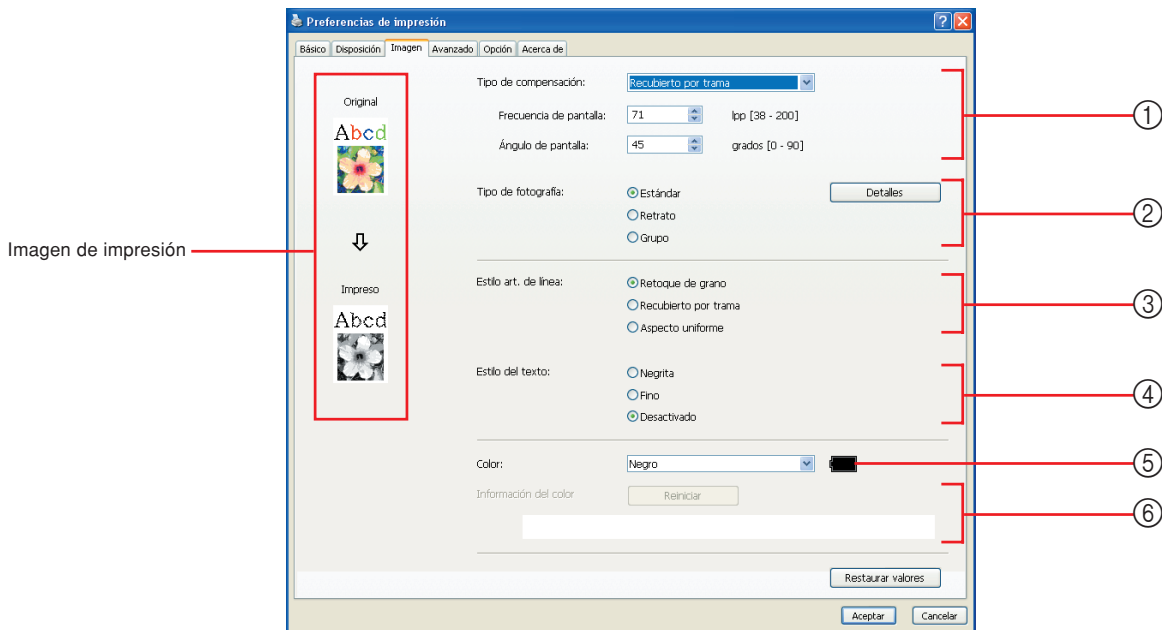 Preferencias de impresión
Básico Disposición Imagen Avanzado Opción Acerca de
Original
Abcd
Impreso
Abcd
Imagen de impresión
Tipo de compensación: Recubierto por trama
Frecuencia de pantalla: 71 lpp [38 - 200]
Ángulo de pantalla: 45 grados [0 - 90]
1
Tipo de fotografía: Estándar Detalles
Retrato
Grupo
2
Estilo art. de línea: Retoque de grano
Recubierto por trama
Aspecto uniforme
3
Estilo del texto: Negrita
Fino
Desactivado
4
Color: Negro
5
Información del color Reiniciar
6
Restaurar valores
Aceptar Cancelar